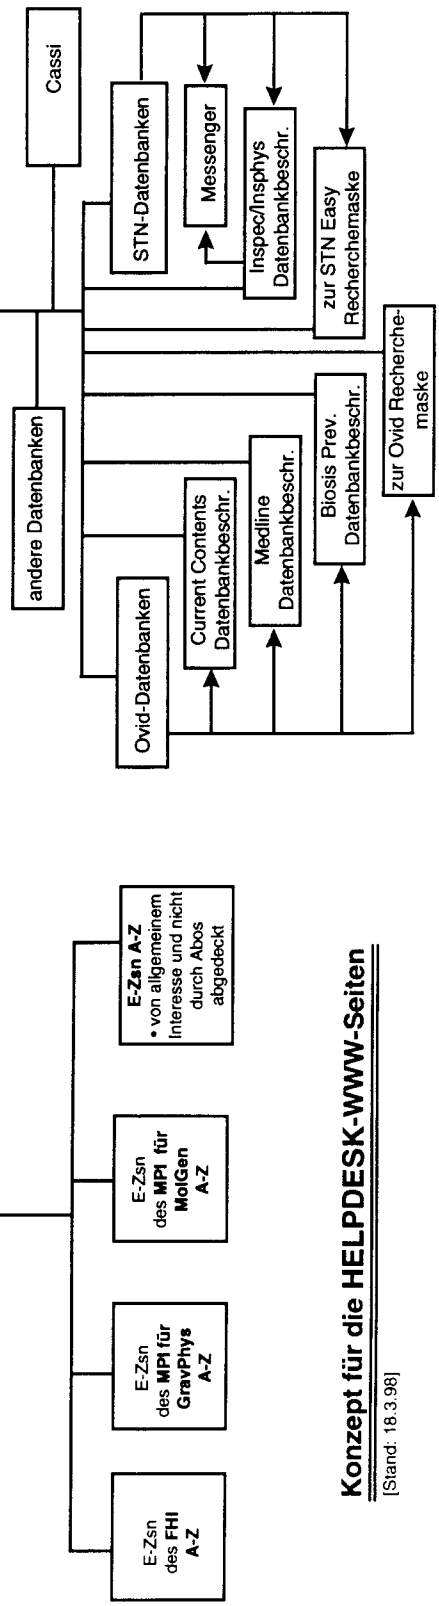 Cassi
andere Datenbanken
STN-Datenbanken
Messenger
Inspec/Insphys
Datenbankbeschr.
zur STN Easy
Recherchemaske
Ovid-Datenbanken
Current Contents
Datenbankbeschr.
Medline
Datenbankbeschr.
Biosis Prev.
Datenbankbeschr.
zur Ovid Recherche-
maske
E-Zsn
des FHI
A-Z
E-Zsn
des MPI für
GravPhys
A-Z
E-Zsn
des MPI für
MolGen
A-Z
E-Zsn A-Z
• von allgemeinem
Interesse und nicht
durch Abos
abgedeckt
Konzept für die HELPDESK-WWW-Seiten
[Stand: 18.3.98]